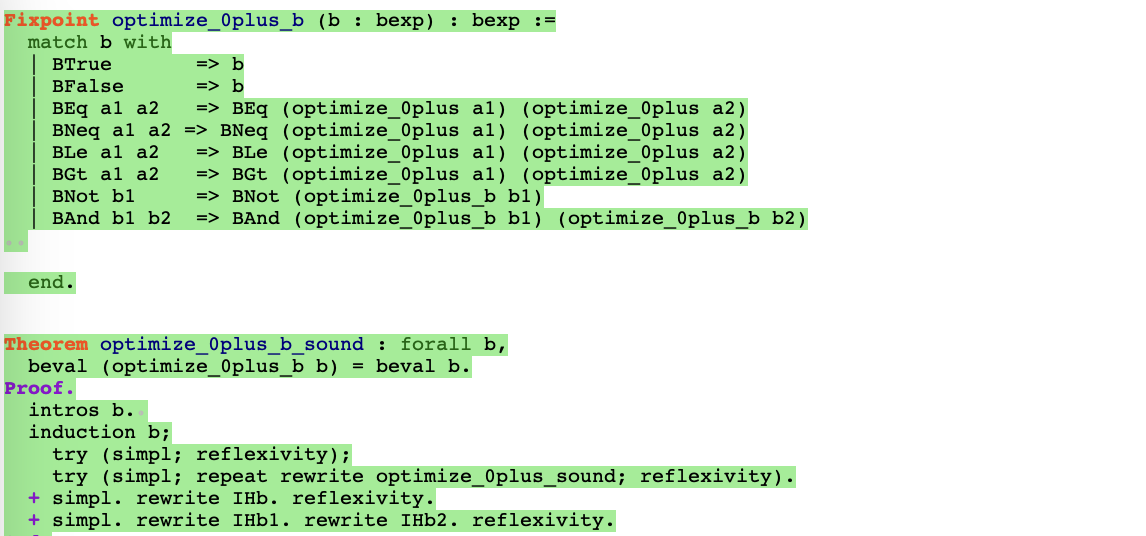 Fixpoint optimize_0plus_b (b : bexp) : bexp :=
  match b with
  | BTrue       => b
  | BFalse      => b
  | BEq a1 a2   => BEq (optimize_0plus a1) (optimize_0plus a2)
  | BNeq a1 a2 => BNeq (optimize_0plus a1) (optimize_0plus a2)
  | BLe a1 a2   => BLe (optimize_0plus a1) (optimize_0plus a2)
  | BGt a1 a2   => BGt (optimize_0plus a1) (optimize_0plus a2)
  | BNot b1     => BNot (optimize_0plus_b b1)
  | BAnd b1 b2  => BAnd (optimize_0plus_b b1) (optimize_0plus_b b2)
  end.
Theorem optimize_0plus_b_sound : forall b,
  beval (optimize_0plus_b b) = beval b.
Proof.
  intros b.
  induction b;
    try (simpl; reflexivity);
    try (simpl; repeat rewrite optimize_0plus_sound; reflexivity).
  + simpl. rewrite IHb. reflexivity.
  + simpl. rewrite IHb1. rewrite IHb2. reflexivity.